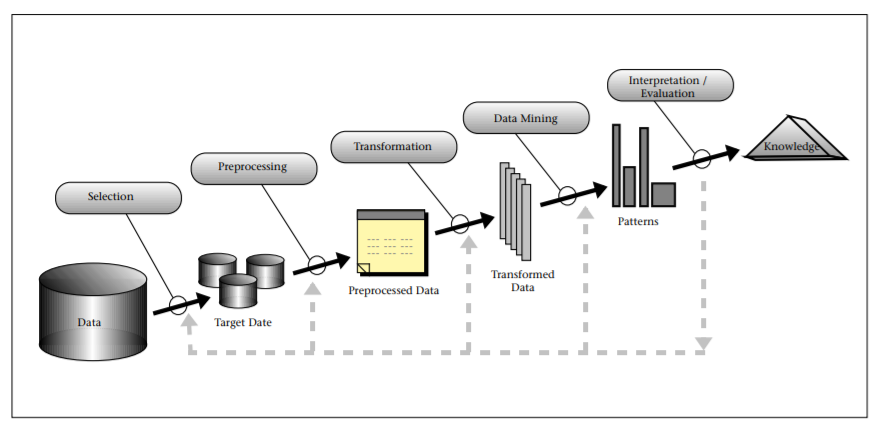 Interpretation /
Evaluation
Data Mining
Transformation
Knowledge
Preprocessing
Selection
Patterns
Transformed
Data
Preprocessed Data
Data
Target Date